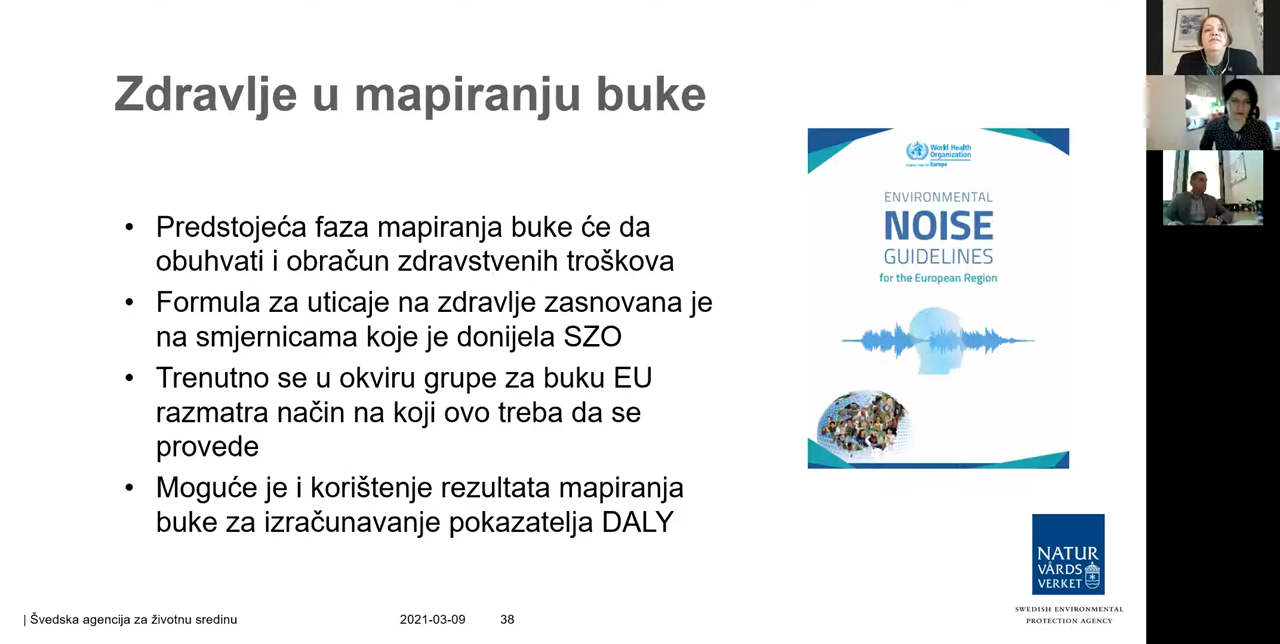 Zdravlje u mapiranju buke
• Predstojeća faza mapiranja buke će da
obuhvati i obračun zdravstvenih troškova
• Formula za uticaje na zdravlje zasnovana je
na smjernicama koje je donijela SZO
• Trenutno se u okviru grupe za buku EU
razmatra način na koji ovo treba da se
provede
• Moguće je i korištenje rezultata mapiranja
buke za izračunavanje pokazatelja DALY
World Health
Organization
Europe
ENVIRONMENTAL
NOISE
GUIDELINES
for the European Region
NATUR
VÅRDS
VERKET
SWEDISH ENVIRONMENTAL
PROTECTION AGENCY
| Švedska agencija za životnu sredinu
2021-03-09
38